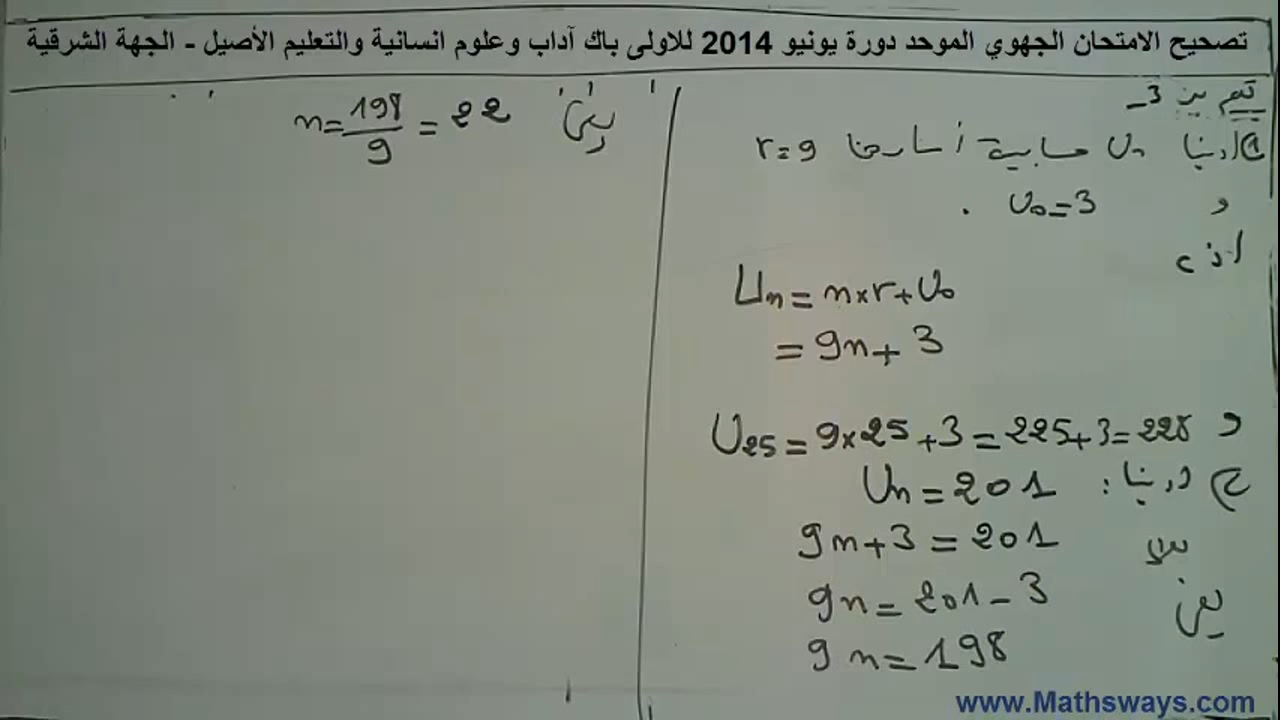 تصحيح الامتحان الجهوي الموحد دورة يونيو 2014 للاولى باك آداب وعلوم انسانية والتعليم الأصيل - الجهة الشرقية
تمرين 3-
لدينا Un حسابية أساسها r=9
و U₀=3 .
إذن
Un = n×r+U₀
= 9n+3
و U₂₅ = 9×25+3=225+3=228
لدينا : Un = 201
9n+3 = 201
يعني 9n = 201-3
9n = 198
يعني n=198/9 = 22
www.Mathsways.com